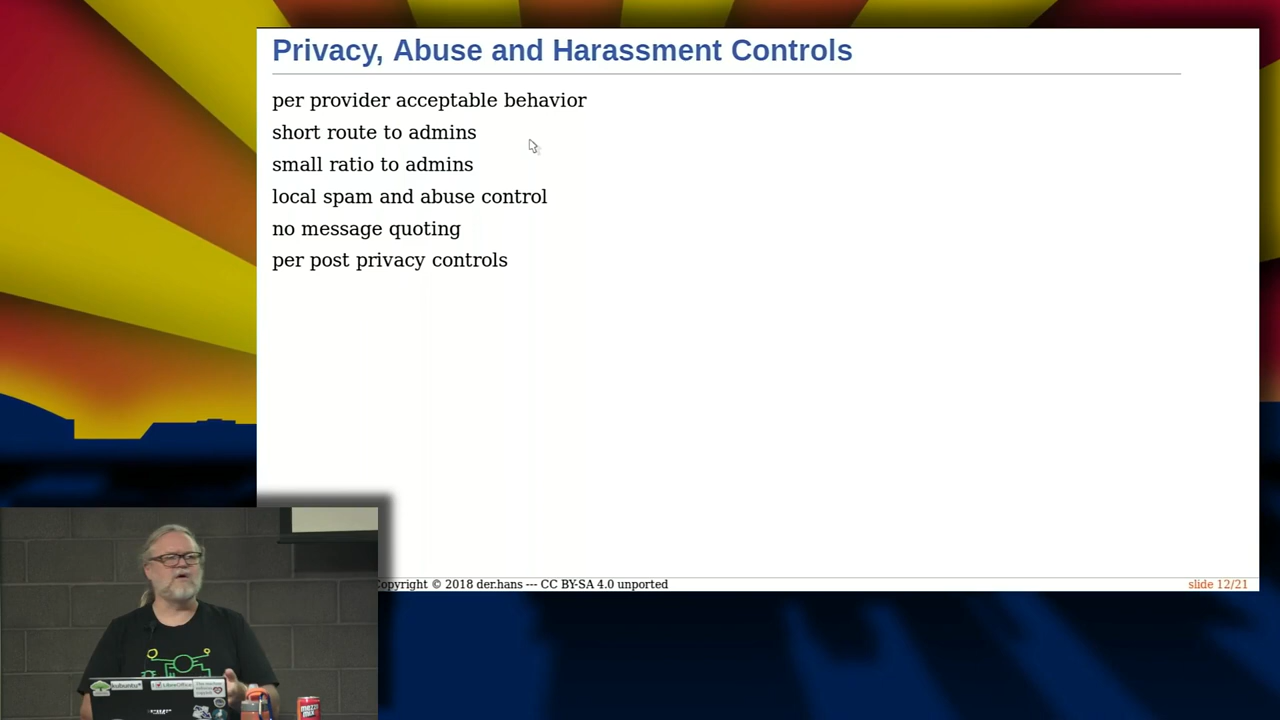 Privacy, Abuse and Harassment Controls
per provider acceptable behavior
short route to admins
small ratio to admins
local spam and abuse control
no message quoting
per post privacy controls
Copyright © 2018 der.hans --- CC BY-SA 4.0 unported
slide 12/21
kubuntu
LibreOffice